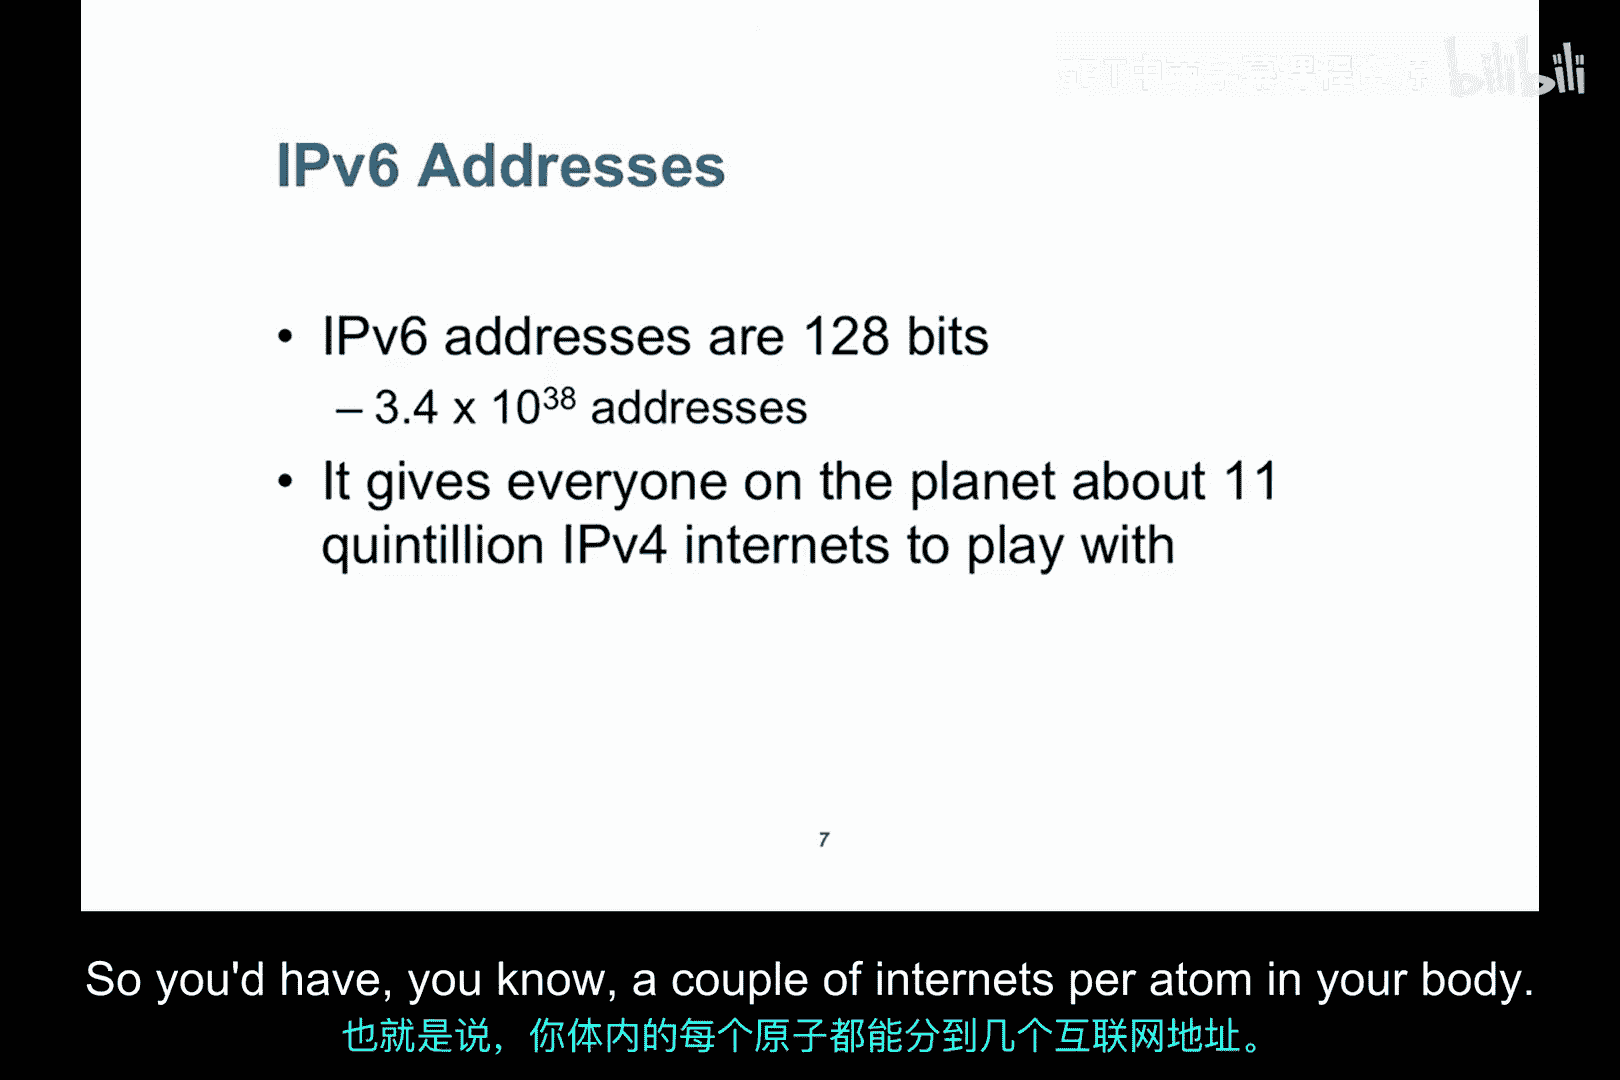 bilibili
IPv6 Addresses
• IPv6 addresses are 128 bits
– 3.4 x 10³⁸ addresses
• It gives everyone on the planet about 11
quintillion IPv4 internets to play with
7
So you'd have, you know, a couple of internets per atom in your body.
也就是说，你体内的每个原子都能分到几个互联网地址。